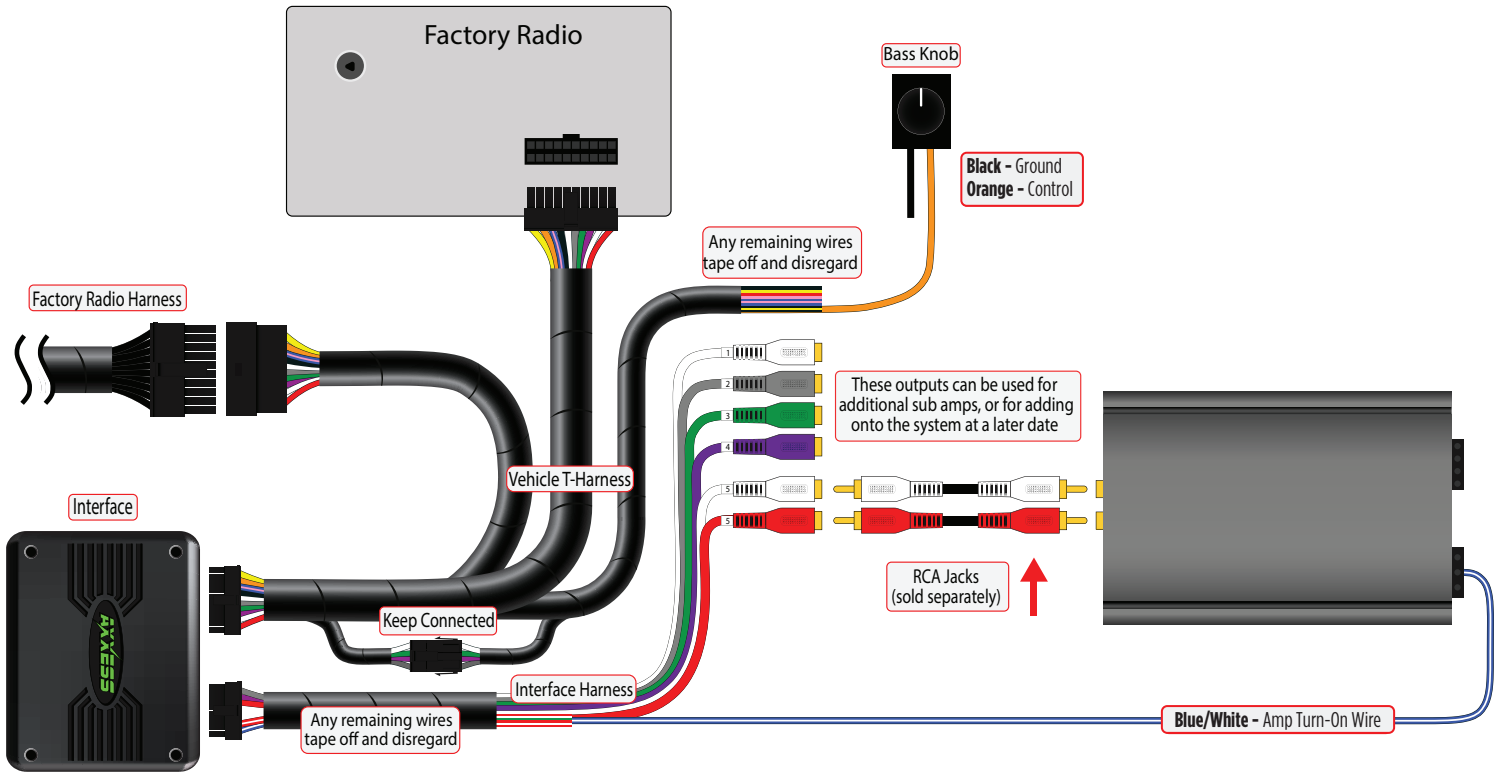 Factory Radio
Bass Knob
Black – Ground
Orange – Control
Any remaining wires
tape off and disregard
Factory Radio Harness
1
2
3
4
5
5
These outputs can be used for
additional sub amps, or for adding
onto the system at a later date
Vehicle T-Harness
Interface
AXXESS
RCA Jacks
(sold separately)
Keep Connected
Interface Harness
Any remaining wires
tape off and disregard
Blue/White – Amp Turn-On Wire